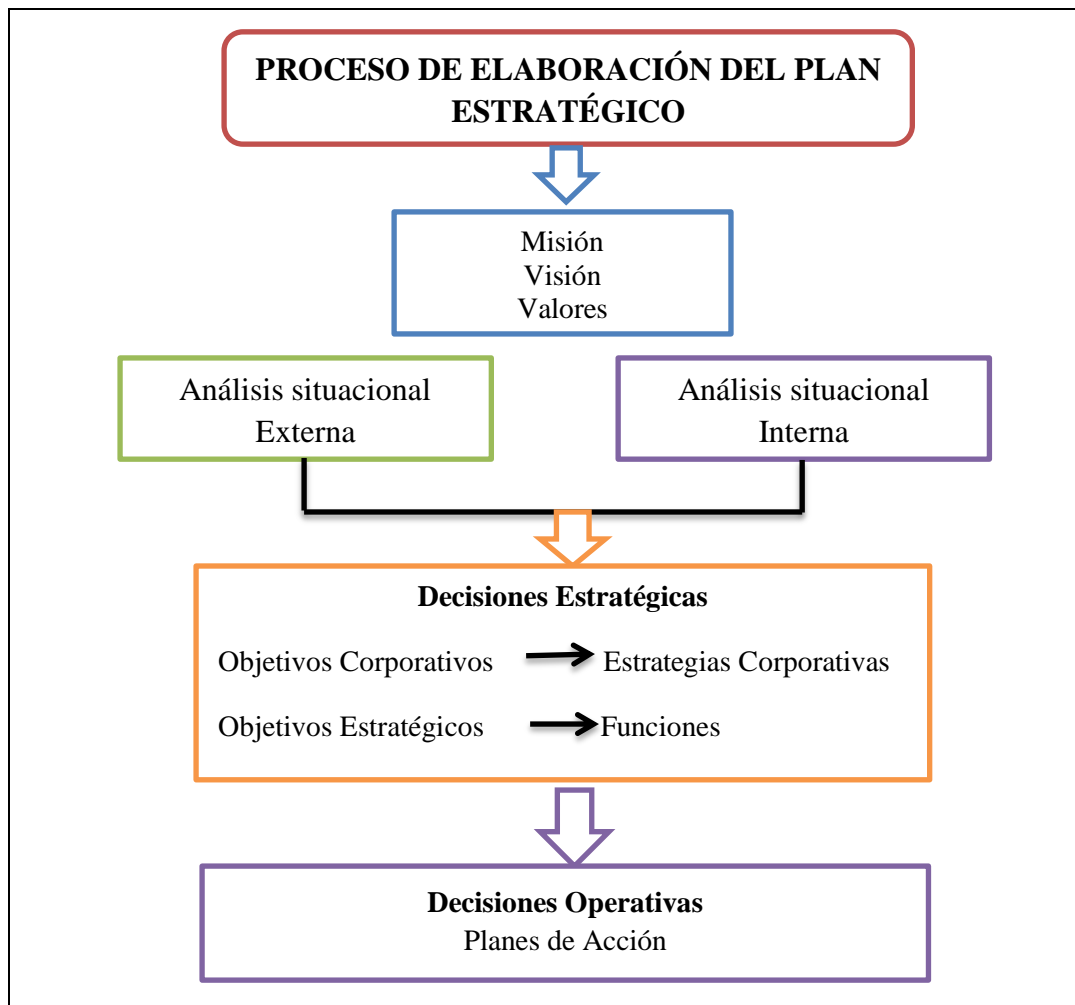 PROCESO DE ELABORACIÓN DEL PLAN
ESTRATÉGICO
Misión
Visión
Valores
Análisis situacional
Externa
Análisis situacional
Interna
Decisiones Estratégicas
Objetivos Corporativos Estrategias Corporativas
Objetivos Estratégicos Funciones
Decisiones Operativas
Planes de Acción